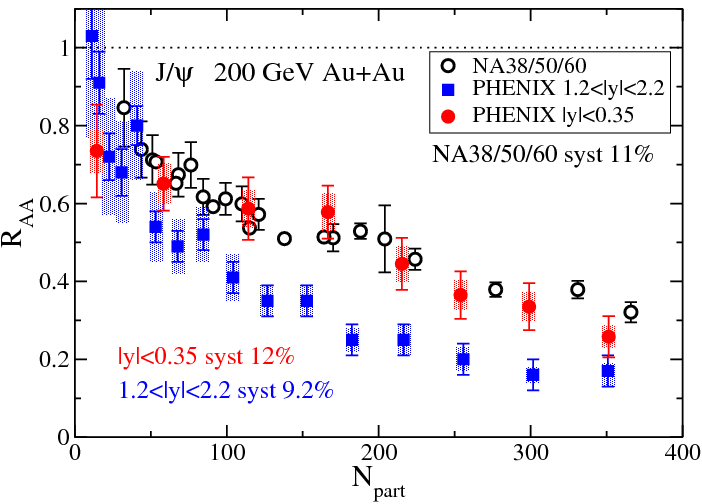 1
0.8
0.6
0.4
0.2
0
0
100
200
300
400
R_AA
N_part
J/ψ 200 GeV Au+Au
NA38/50/60
PHENIX 1.2<|y|<2.2
PHENIX |y|<0.35
NA38/50/60 syst 11%
|y|<0.35 syst 12%
1.2<|y|<2.2 syst 9.2%